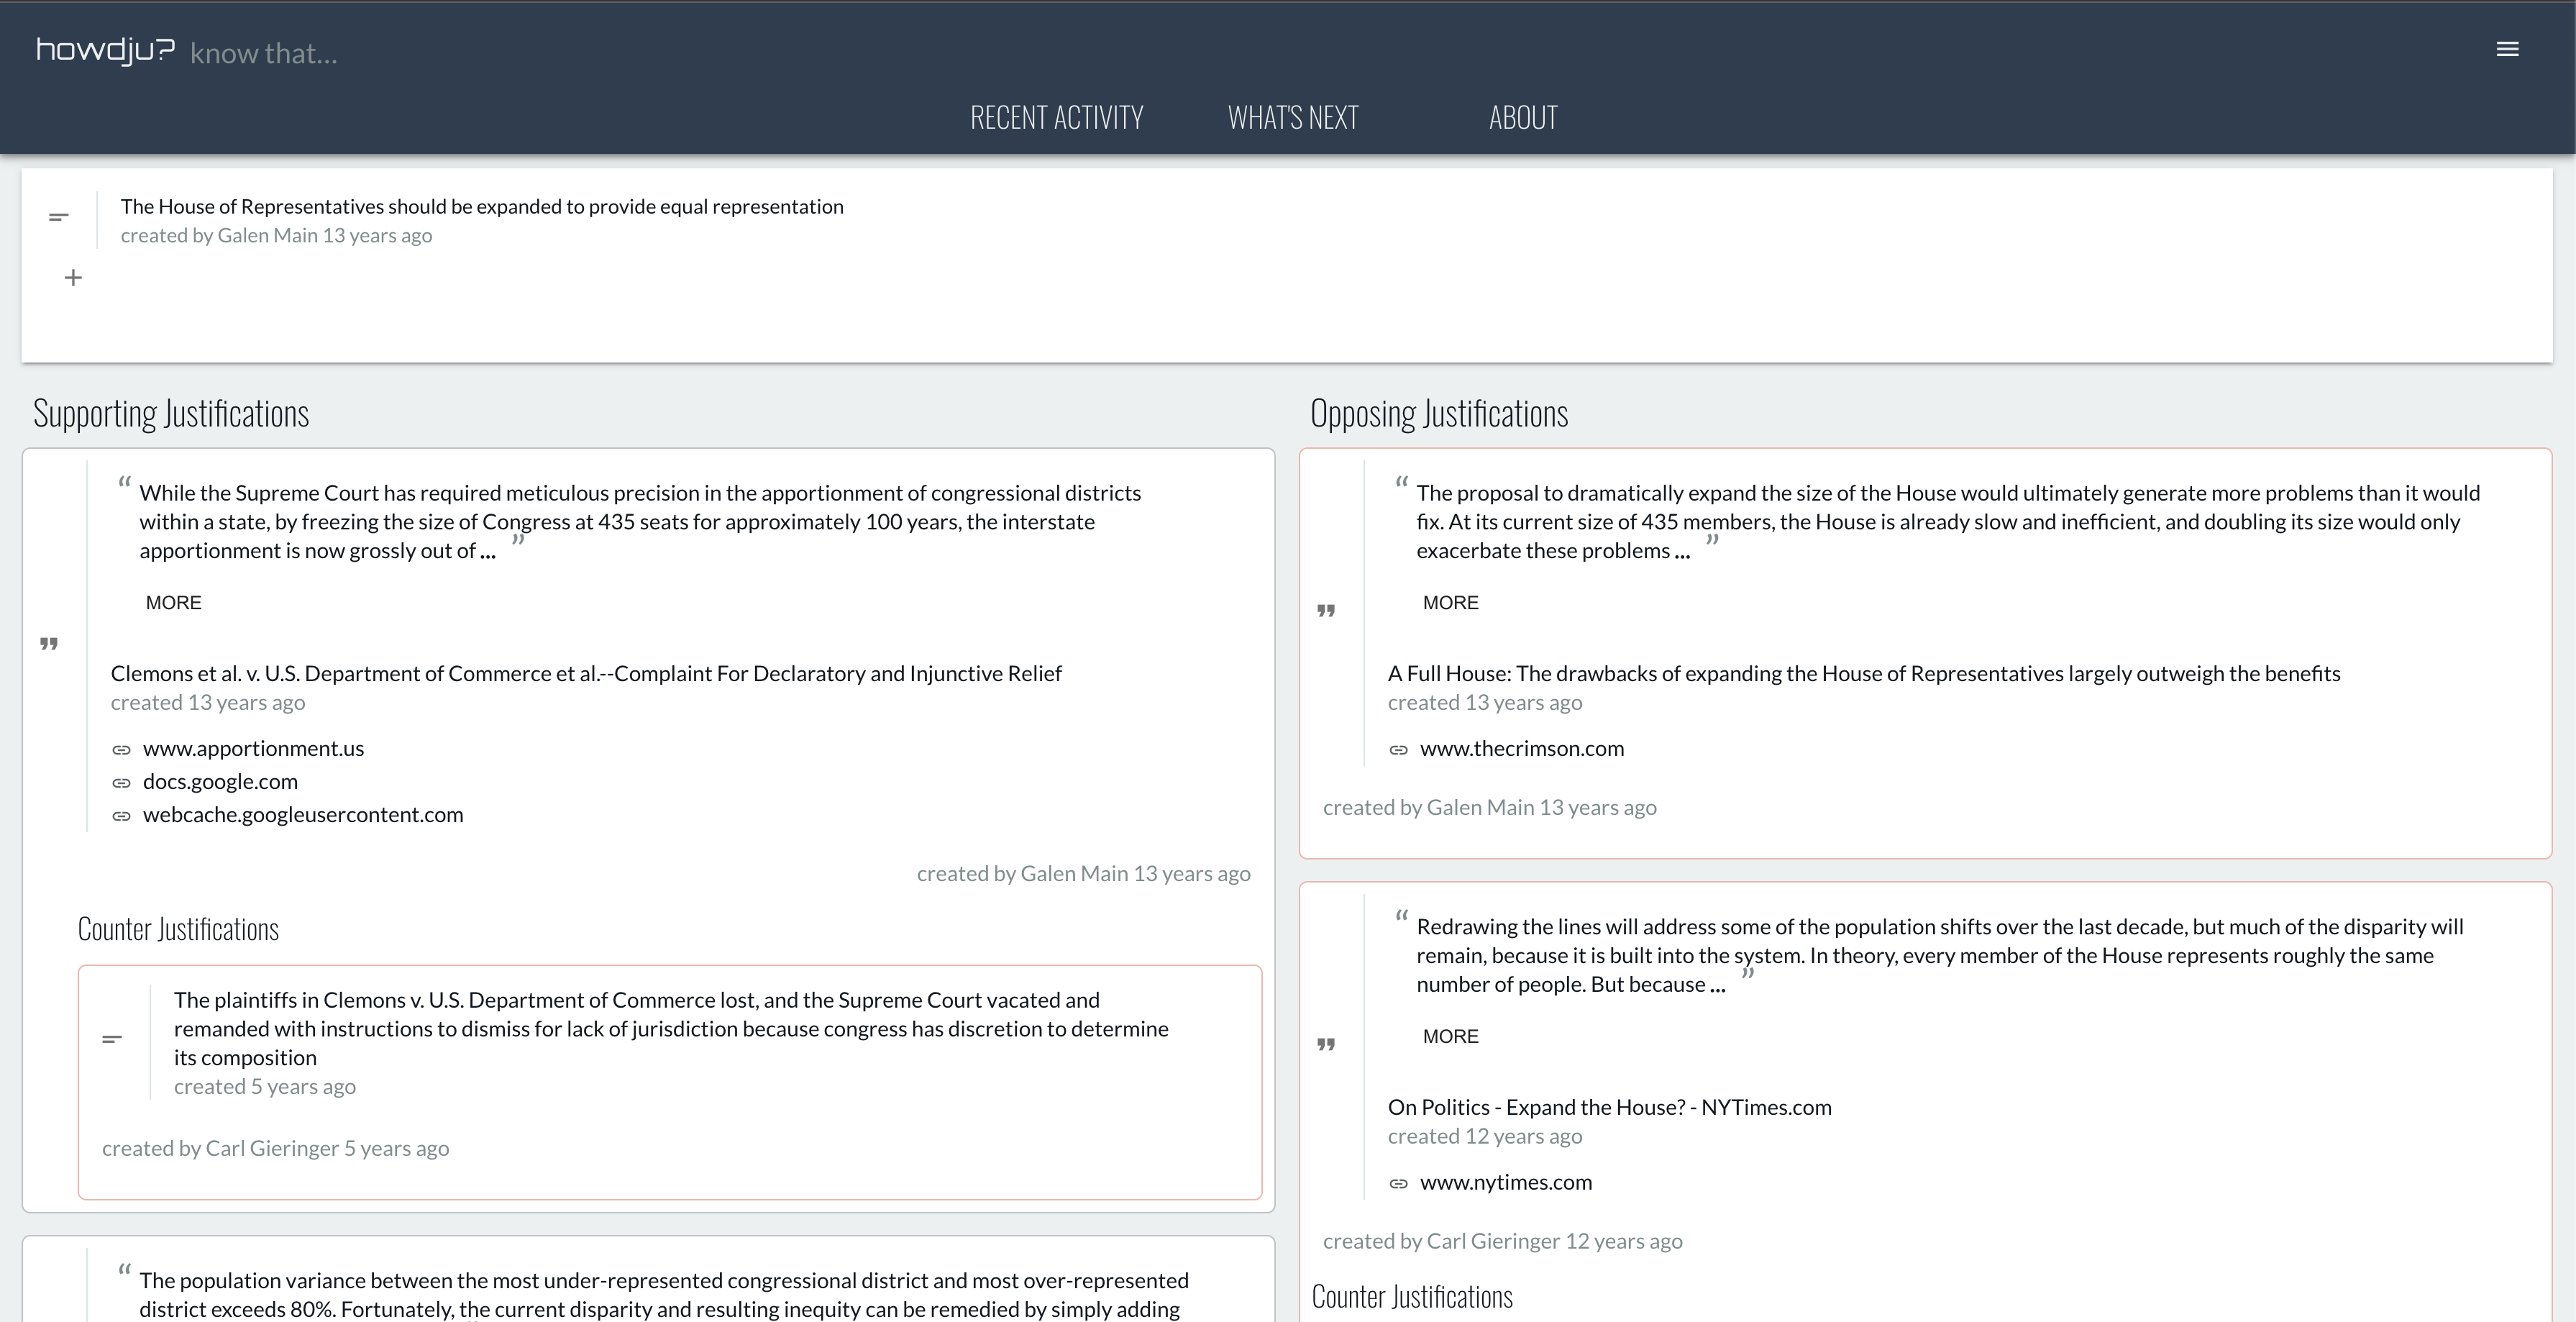 howdju? know that...
RECENT ACTIVITY
WHAT'S NEXT
ABOUT
The House of Representatives should be expanded to provide equal representation
created by Galen Main 13 years ago
+
Supporting Justifications
“ While the Supreme Court has required meticulous precision in the apportionment of congressional districts
within a state, by freezing the size of Congress at 435 seats for approximately 100 years, the interstate
apportionment is now grossly out of ... ”
MORE
Clemons et al. v. U.S. Department of Commerce et al.--Complaint For Declaratory and Injunctive Relief
created 13 years ago
www.apportionment.us
docs.google.com
webcache.googleusercontent.com
created by Galen Main 13 years ago
Counter Justifications
The plaintiffs in Clemons v. U.S. Department of Commerce lost, and the Supreme Court vacated and
remanded with instructions to dismiss for lack of jurisdiction because congress has discretion to determine
its composition
created 5 years ago
created by Carl Gieringer 5 years ago
“ The population variance between the most under-represented congressional district and most over-represented
district exceeds 80%. Fortunately, the current disparity and resulting inequity can be remedied by simply adding
Opposing Justifications
“ The proposal to dramatically expand the size of the House would ultimately generate more problems than it would
fix. At its current size of 435 members, the House is already slow and inefficient, and doubling its size would only
exacerbate these problems ... ”
MORE
A Full House: The drawbacks of expanding the House of Representatives largely outweigh the benefits
created 13 years ago
www.thecrimson.com
created by Galen Main 13 years ago
“ Redrawing the lines will address some of the population shifts over the last decade, but much of the disparity will
remain, because it is built into the system. In theory, every member of the House represents roughly the same
number of people. But because ... ”
MORE
On Politics - Expand the House? - NYTimes.com
created 12 years ago
www.nytimes.com
created by Carl Gieringer 12 years ago
Counter Justifications